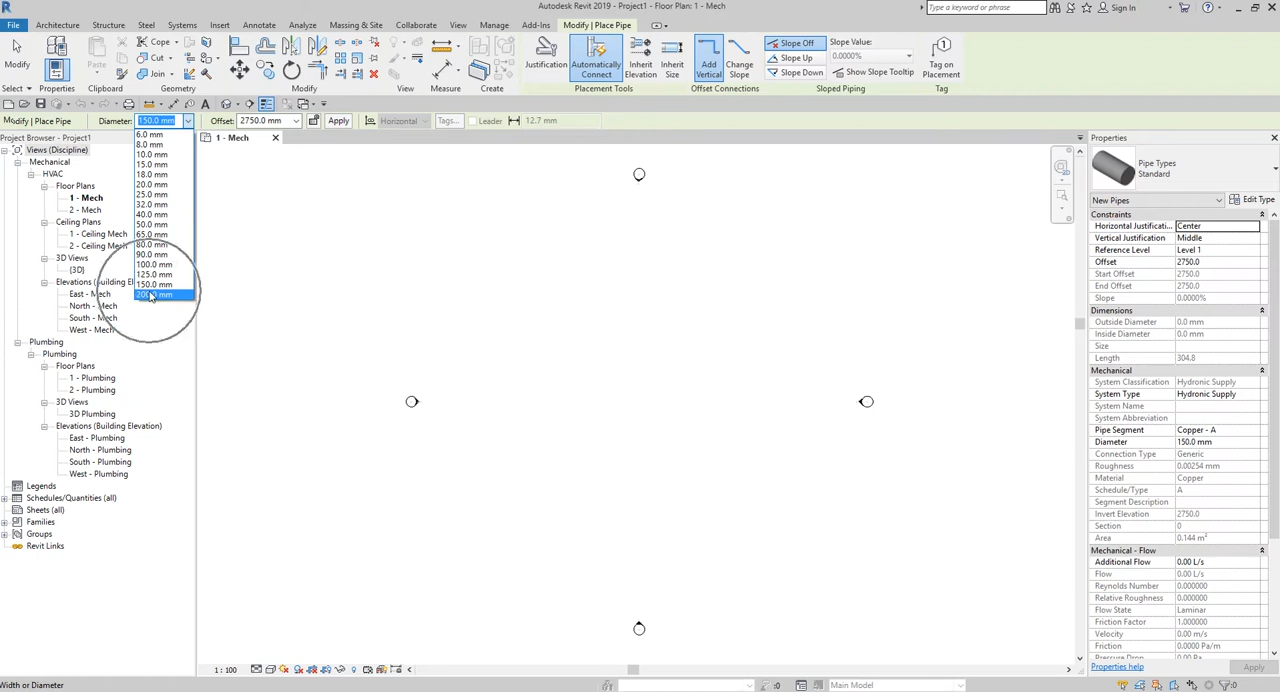 Autodesk Revit 2019 - Project1 - Floor Plan: 1 - Mech
Type a keyword or phrase
Sign In
File Architecture Structure Steel Systems Insert Annotate Analyze Massing & Site Collaborate View Manage Add-Ins Modify | Place Pipe
Modify
Paste
Cope
Cut
Join
Justification
Automatically Connect
Inherit Elevation
Inherit Size
Add Vertical
Change Slope
Slope Off
Slope Up
Slope Down
Slope Value:
0.0000%
Show Slope Tooltip
Tag on Placement
Select Properties Clipboard Geometry Modify View Measure Create Placement Tools Offset Connections Sloped Piping Tag
Modify | Place Pipe Diameter: 150.0 mm Offset: 2750.0 mm Apply Horizontal Tags... Leader 12.7 mm
6.0 mm
8.0 mm
10.0 mm
15.0 mm
18.0 mm
20.0 mm
25.0 mm
32.0 mm
40.0 mm
50.0 mm
65.0 mm
80.0 mm
90.0 mm
100.0 mm
125.0 mm
150.0 mm
200.0 mm
Project Browser - Project1
Views (Discipline)
Mechanical
HVAC
Floor Plans
1 - Mech
2 - Mech
Ceiling Plans
1 - Ceiling Mech
2 - Ceiling Mech
3D Views
{3D}
Elevations (Building El
East - Mech
North - Mech
South - Mech
West - Mech
Plumbing
Plumbing
Floor Plans
1 - Plumbing
2 - Plumbing
3D Views
3D Plumbing
Elevations (Building Elevation)
East - Plumbing
North - Plumbing
South - Plumbing
West - Plumbing
Legends
Schedules/Quantities (all)
Sheets (all)
Families
Groups
Revit Links
1 - Mech
Properties
Pipe Types
Standard
New Pipes Edit Type
Constraints
Horizontal Justificati... Center
Vertical Justification Middle
Reference Level Level 1
Offset 2750.0
Start Offset 2750.0
End Offset 2750.0
Slope 0.0000%
Dimensions
Outside Diameter 0.0 mm
Inside Diameter 0.0 mm
Size
Length 304.8
Mechanical
System Classification Hydronic Supply
System Type Hydronic Supply
System Name
System Abbreviation
Pipe Segment Copper - A
Diameter 150.0 mm
Connection Type Generic
Roughness 0.00254 mm
Material Copper
Schedule/Type A
Segment Description
Invert Elevation 2750.0
Section 0
Area 0.144 m²
Mechanical - Flow
Additional Flow 0.00 L/s
Flow 0.00 L/s
Reynolds Number 0.000000
Relative Roughness 0.000000
Flow State Laminar
Friction Factor 1.000000
Velocity 0.00 m/s
Friction 0.0000 Pa/m
Pressure Drop 0.00 Pa
Properties help Apply
1 : 100
Width or Diameter
:0
Main Model
:0